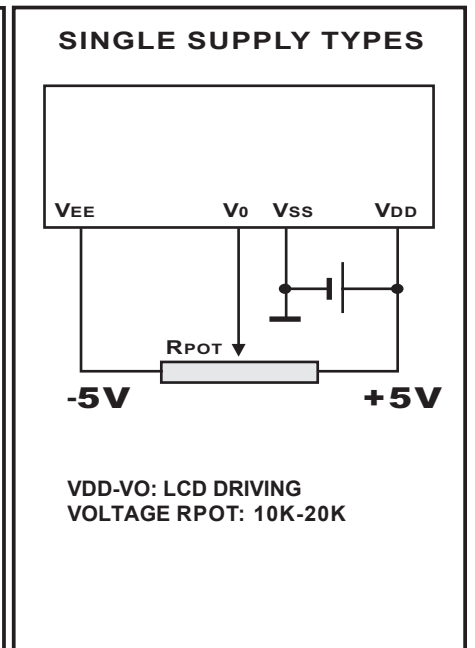 SINGLE SUPPLY TYPES
VEE V0 VSS VDD
RPOT
-5V +5V
VDD-VO: LCD DRIVING
VOLTAGE RPOT: 10K-20K